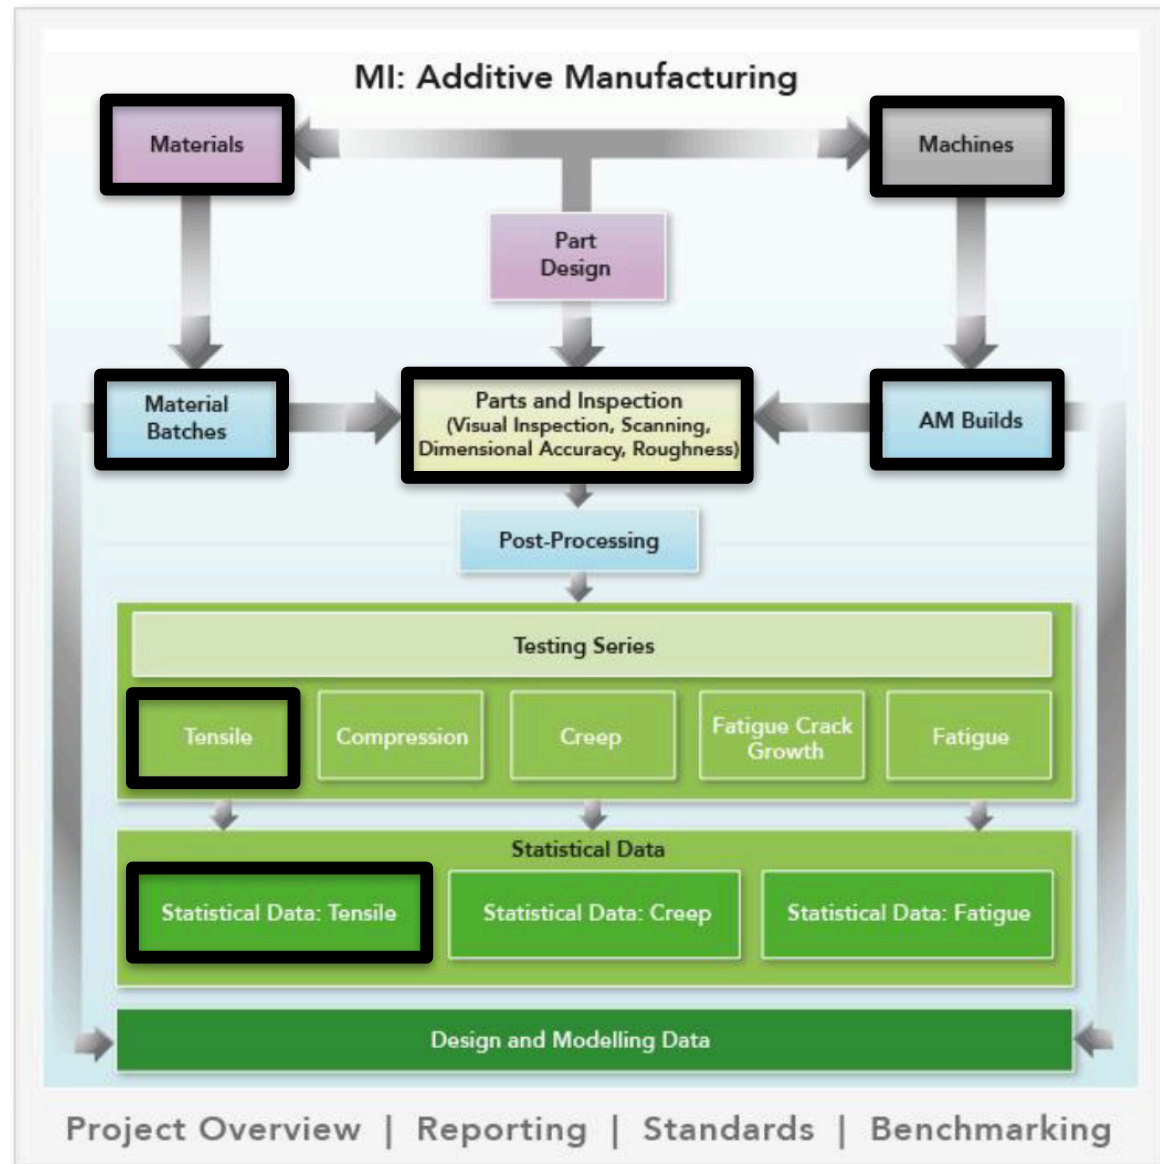 MI: Additive Manufacturing
Materials
Machines
Part
Design
Material
Batches
Parts and Inspection
(Visual Inspection, Scanning,
Dimensional Accuracy, Roughness)
AM Builds
Post-Processing
Testing Series
Tensile
Compression
Creep
Fatigue Crack
Growth
Fatigue
Statistical Data
Statistical Data: Tensile
Statistical Data: Creep
Statistical Data: Fatigue
Design and Modelling Data
Project Overview | Reporting | Standards | Benchmarking